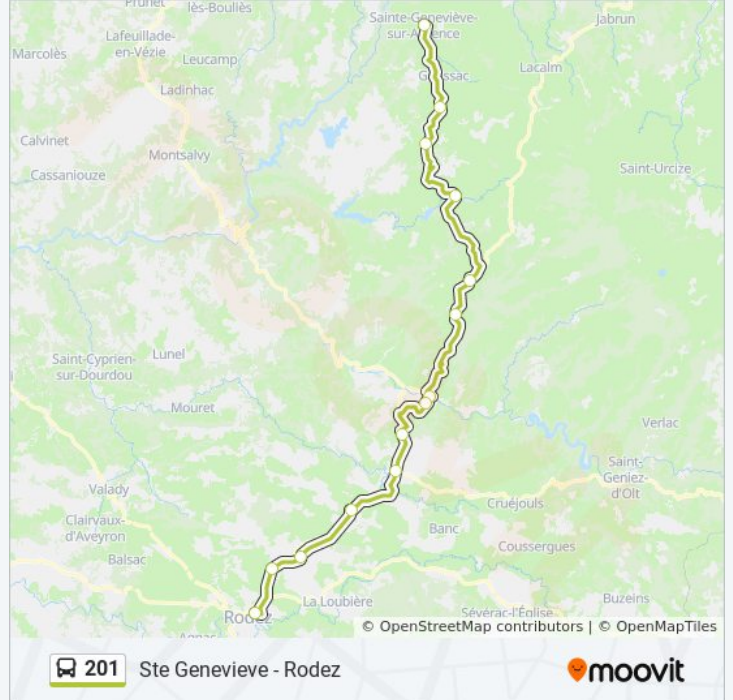 Prunet
lès-Bouliès
Sainte-Geneviève-
sur-Argence
Jabrun
Lafeuillade-
en-Vézie
Marcolès
Leucamp
Lacalm
Ladinhac
Calvinet
Montsalvy
Cassaniouze
Saint-Urcize
Saint-Cyprien-
sur-Dourdou
Lunel
Mouret
Verlac
Saint-
Geniez-
d'Olt
Valady
Cruéjouls
Clairvaux-
d'Aveyron
Banc
Coussergues
Balsac
La Loubière
Buzeins
Sévérac-l'Église
Rodez
© OpenStreetMap contributors | © OpenMapTiles
201 Ste Genevieve - Rodez
moovit